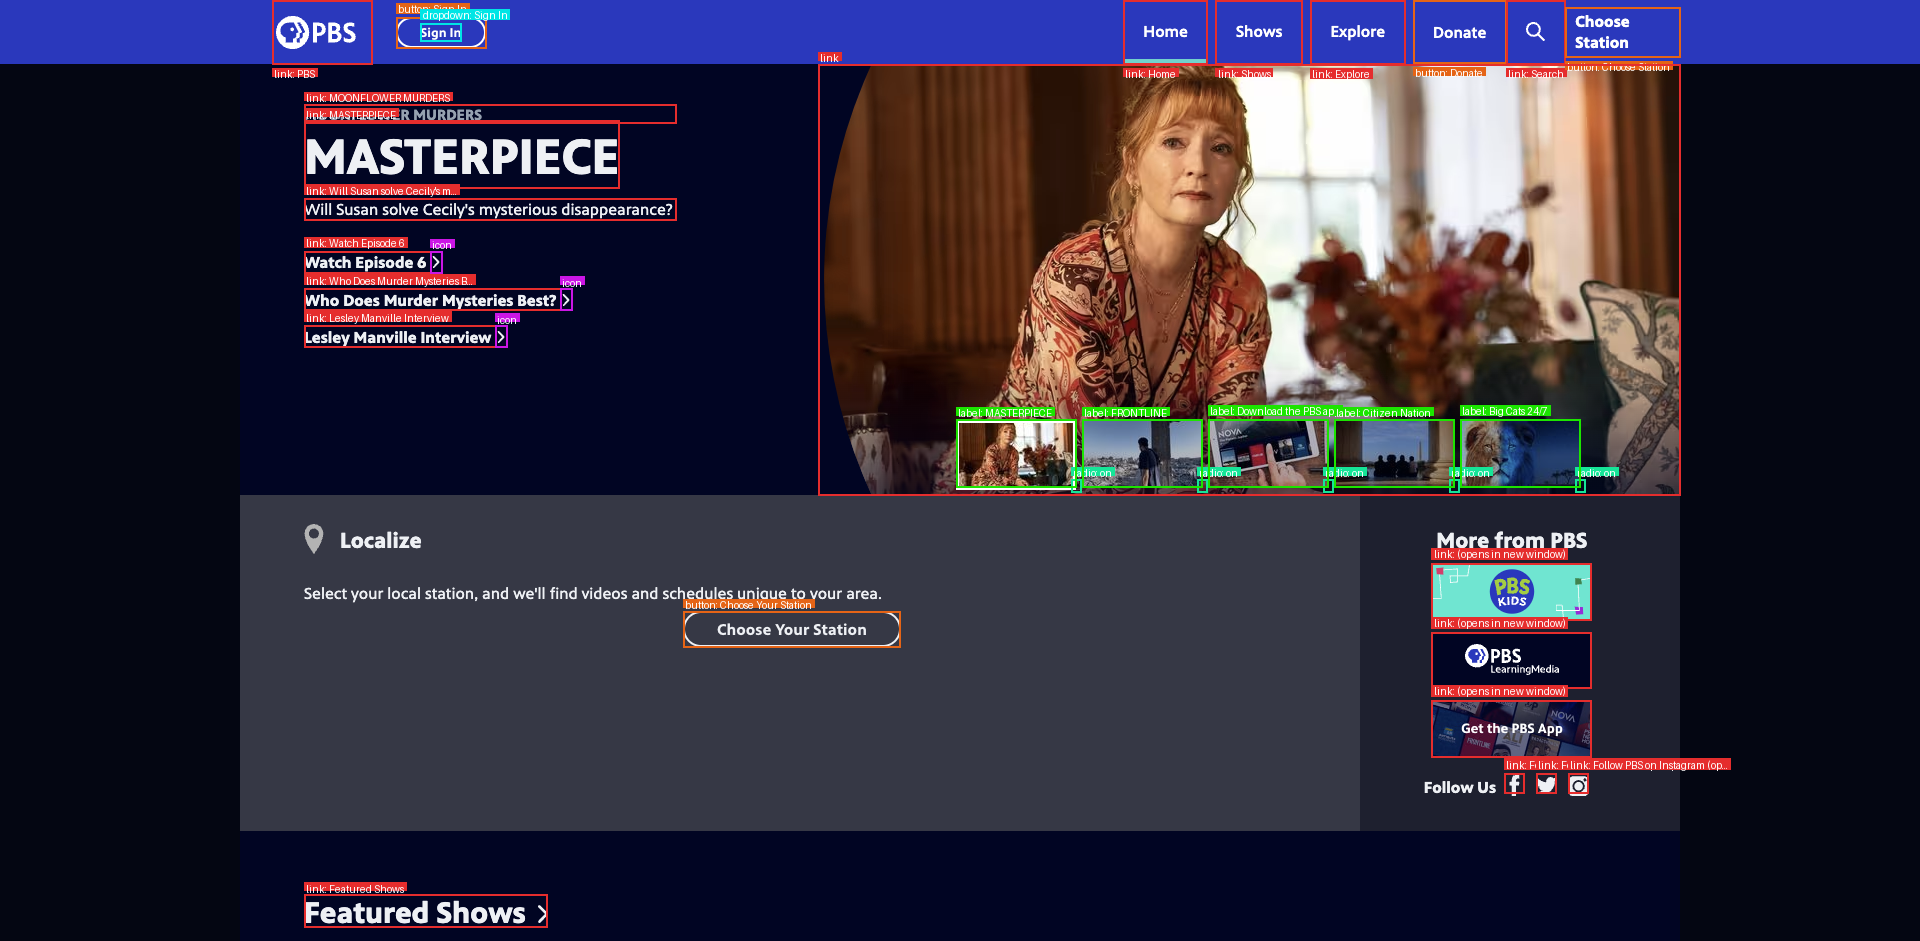 PBS
button: Sign In
dropdown: Sign In
Sign In
Home
Shows
Explore
Donate
Choose
Station
link: PBS
link
link: Home
link: Shows
link: Explore
button: Donate
link: Search
button: Choose Station
link: MOONFLOWER MURDERS
link: MASTERPIECE
ER MURDERS
MASTERPIECE
link: Will Susan solve Cecily's m...
Will Susan solve Cecily's mysterious disappearance?
link: Watch Episode 6
icon
Watch Episode 6
link: Who Does Murder Mysteries B...
icon
Who Does Murder Mysteries Best?
link: Lesley Manville Interview
icon
Lesley Manville Interview
label: MASTERPIECE
label: FRONTLINE
label: Download the PBS ap
label: Citizen Nation
label: Big Cats 24/7
NOVA
radio: on
radio: on
radio: on
radio: on
radio: on
Localize
Select your local station, and we'll find videos and schedules unique to your area.
button: Choose Your Station
Choose Your Station
More from PBS
link: (opens in new window)
PBS
KIDS
link: (opens in new window)
PBS
LearningMedia
link: (opens in new window)
NOVA
Get the PBS App
FRONTLINE
link: F
link: F
link: Follow PBS on Instagram (op...
Follow Us
link: Featured Shows
Featured Shows